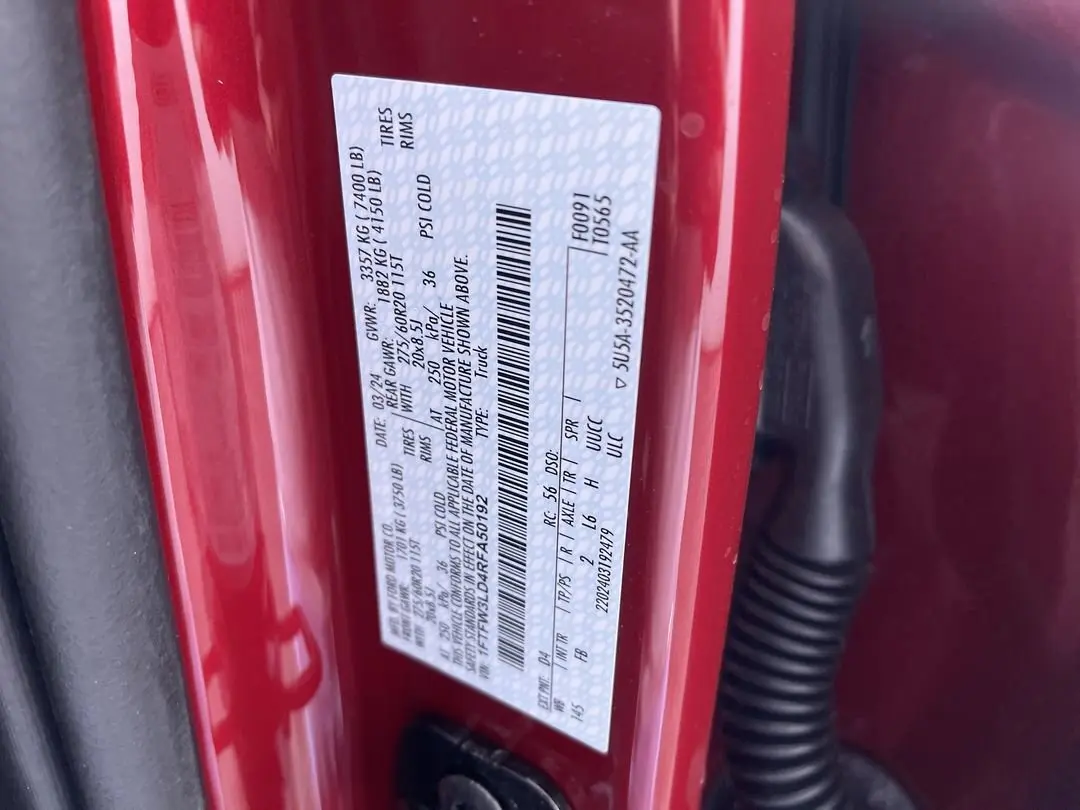 MFD. BY FORD MOTOR CO. DATE: 03/24 GVWR: 3357 KG ( 7400 LB)
FRONT GAWR: 1701 KG ( 3750 LB) REAR GAWR: 1882 KG ( 4150 LB)
WITH 275/60R20 115T TIRES WITH 275/60R20 115T TIRES
20x8.5J RIMS 20x8.5J RIMS
AT 250 kPa/ 36 PSI COLD AT 250 kPa/ 36 PSI COLD
THIS VEHICLE CONFORMS TO ALL APPLICABLE FEDERAL MOTOR VEHICLE
SAFETY STANDARDS IN EFFECT ON THE DATE OF MANUFACTURE SHOWN ABOVE.
VIN: 1FTFW3LD4RFA50192 TYPE: Truck
EXT PNT: D4 RC: 56 DSO: F0091
WB INT TR TP/PS R AXLE TR SPR T0565
145 FB 2 L6 H UUCC
2202403192479 ULC
▽ 5U5A-3520472-AA